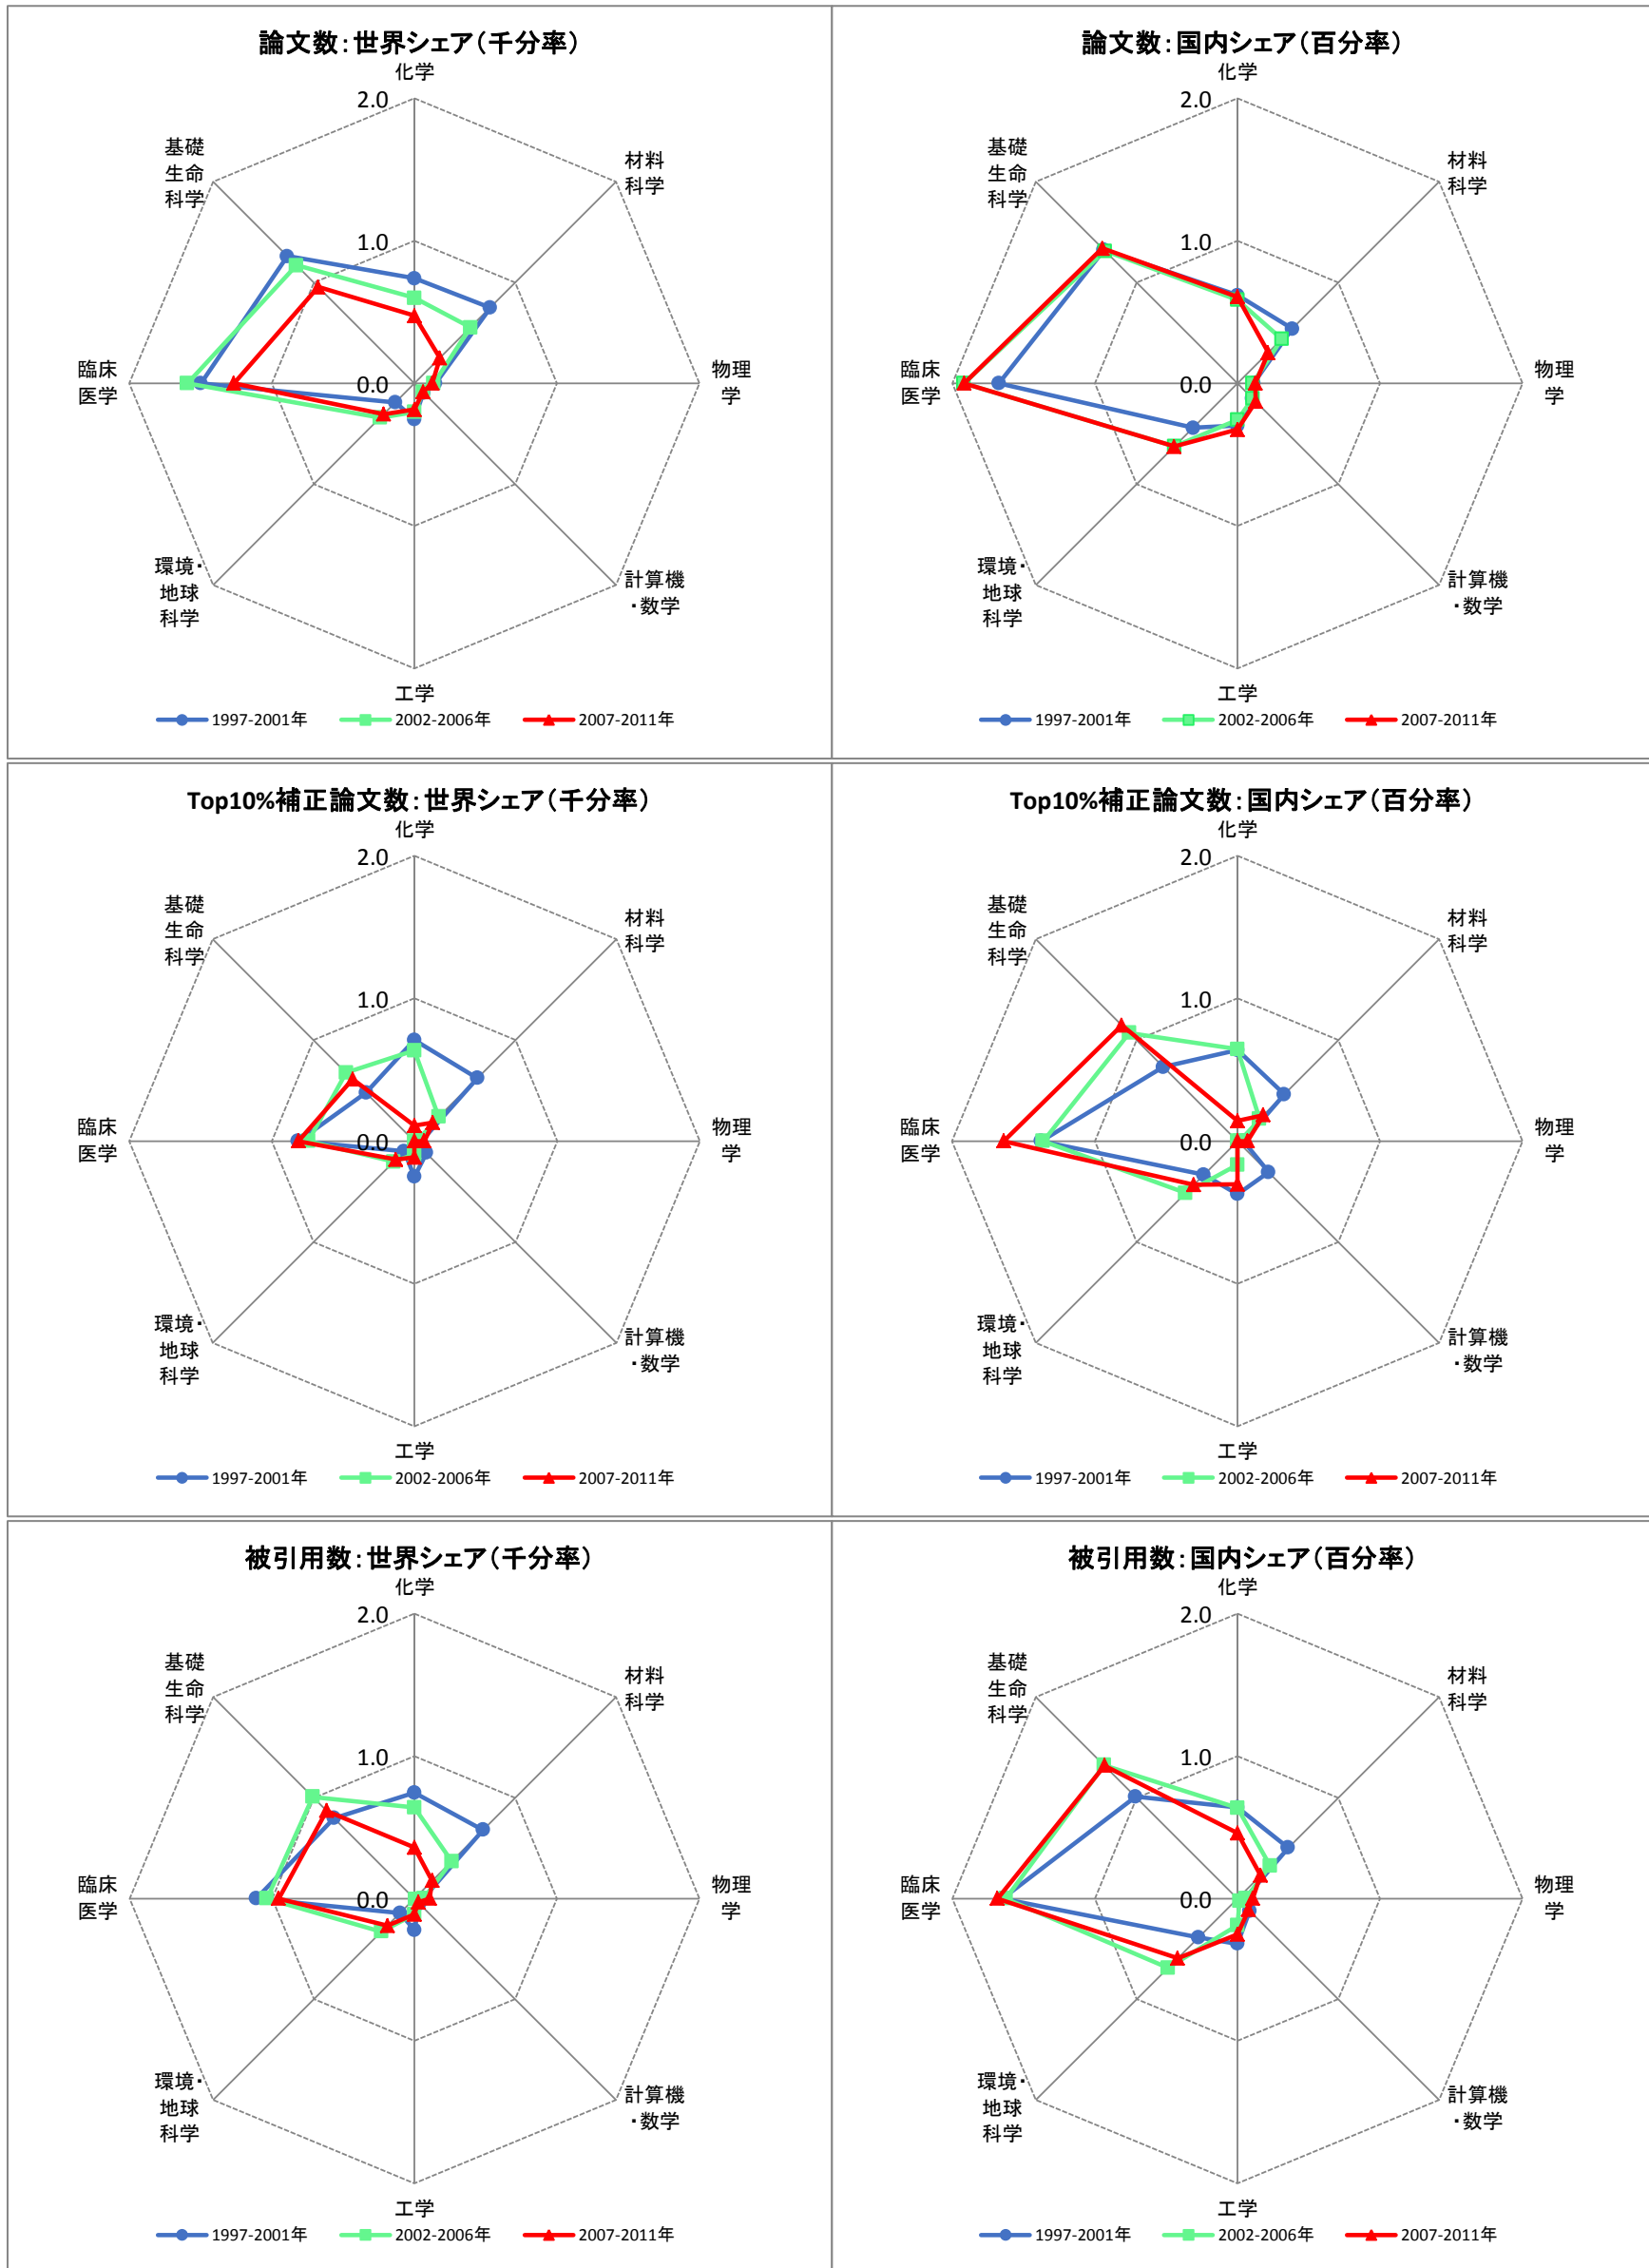 論文数：世界シェア（千分率）
化学
2.0
基礎
生命
科学
材料
科学
1.0
臨床
医学
0.0
物理
学
環境・
地球
科学
計算機
・数学
工学
1997-2001年 2002-2006年 2007-2011年
論文数：国内シェア（百分率）
化学
2.0
基礎
生命
科学
材料
科学
1.0
臨床
医学
0.0
物理
学
環境・
地球
科学
計算機
・数学
工学
1997-2001年 2002-2006年 2007-2011年
Top10%補正論文数：世界シェア（千分率）
化学
2.0
基礎
生命
科学
材料
科学
1.0
臨床
医学
0.0
物理
学
環境・
地球
科学
計算機
・数学
工学
1997-2001年 2002-2006年 2007-2011年
Top10%補正論文数：国内シェア（百分率）
化学
2.0
基礎
生命
科学
材料
科学
1.0
臨床
医学
0.0
物理
学
環境・
地球
科学
計算機
・数学
工学
1997-2001年 2002-2006年 2007-2011年
被引用数：世界シェア（千分率）
化学
2.0
基礎
生命
科学
材料
科学
1.0
臨床
医学
0.0
物理
学
環境・
地球
科学
計算機
・数学
工学
1997-2001年 2002-2006年 2007-2011年
被引用数：国内シェア（百分率）
化学
2.0
基礎
生命
科学
材料
科学
1.0
臨床
医学
0.0
物理
学
環境・
地球
科学
計算機
・数学
工学
1997-2001年 2002-2006年 2007-2011年